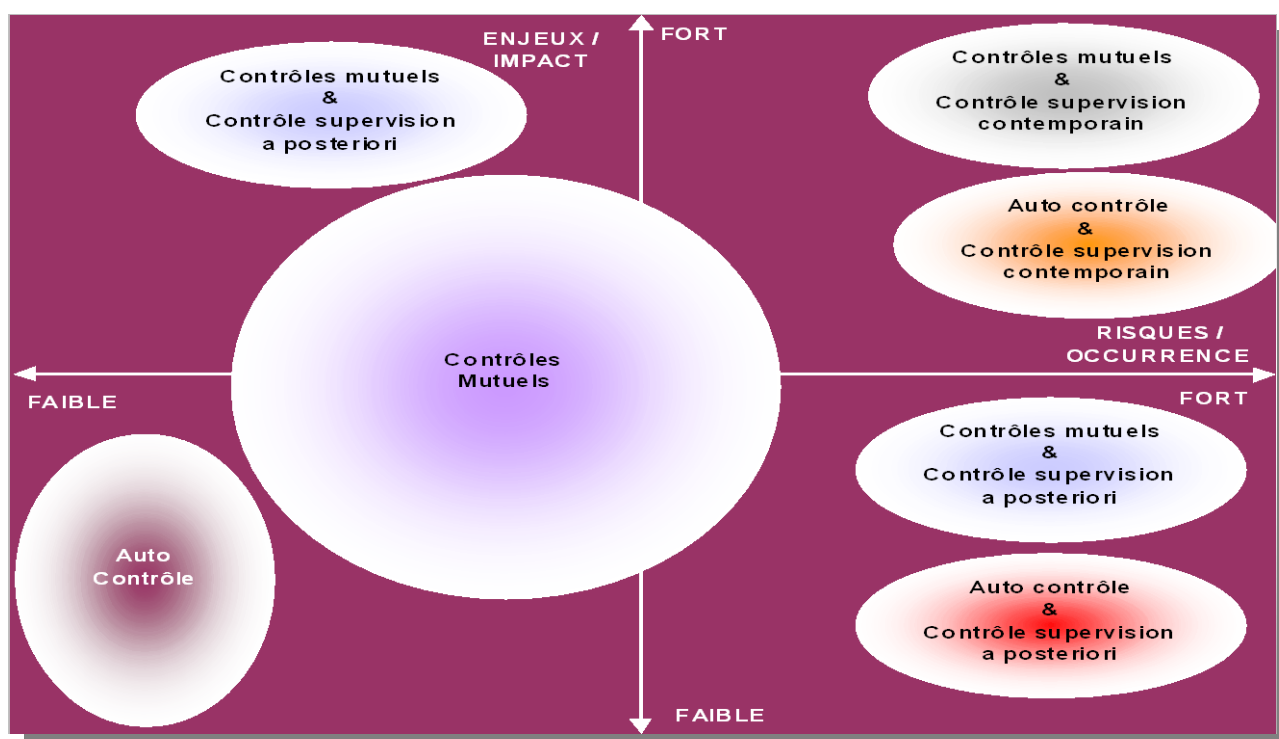 ENJEUX /
IMPACT
FORT
Contrôles mutuels
&
Contrôle supervision
a posteriori
Contrôles mutuels
&
Contrôle supervision
contemporain
Auto contrôle
&
Contrôle supervision
contemporain
RISQUES /
OCCURRENCE
FORT
Contrôles
Mutuels
FAIBLE
Contrôles mutuels
&
Contrôle supervision
a posteriori
Auto
Contrôle
Auto contrôle
&
Contrôle supervision
a posteriori
FAIBLE